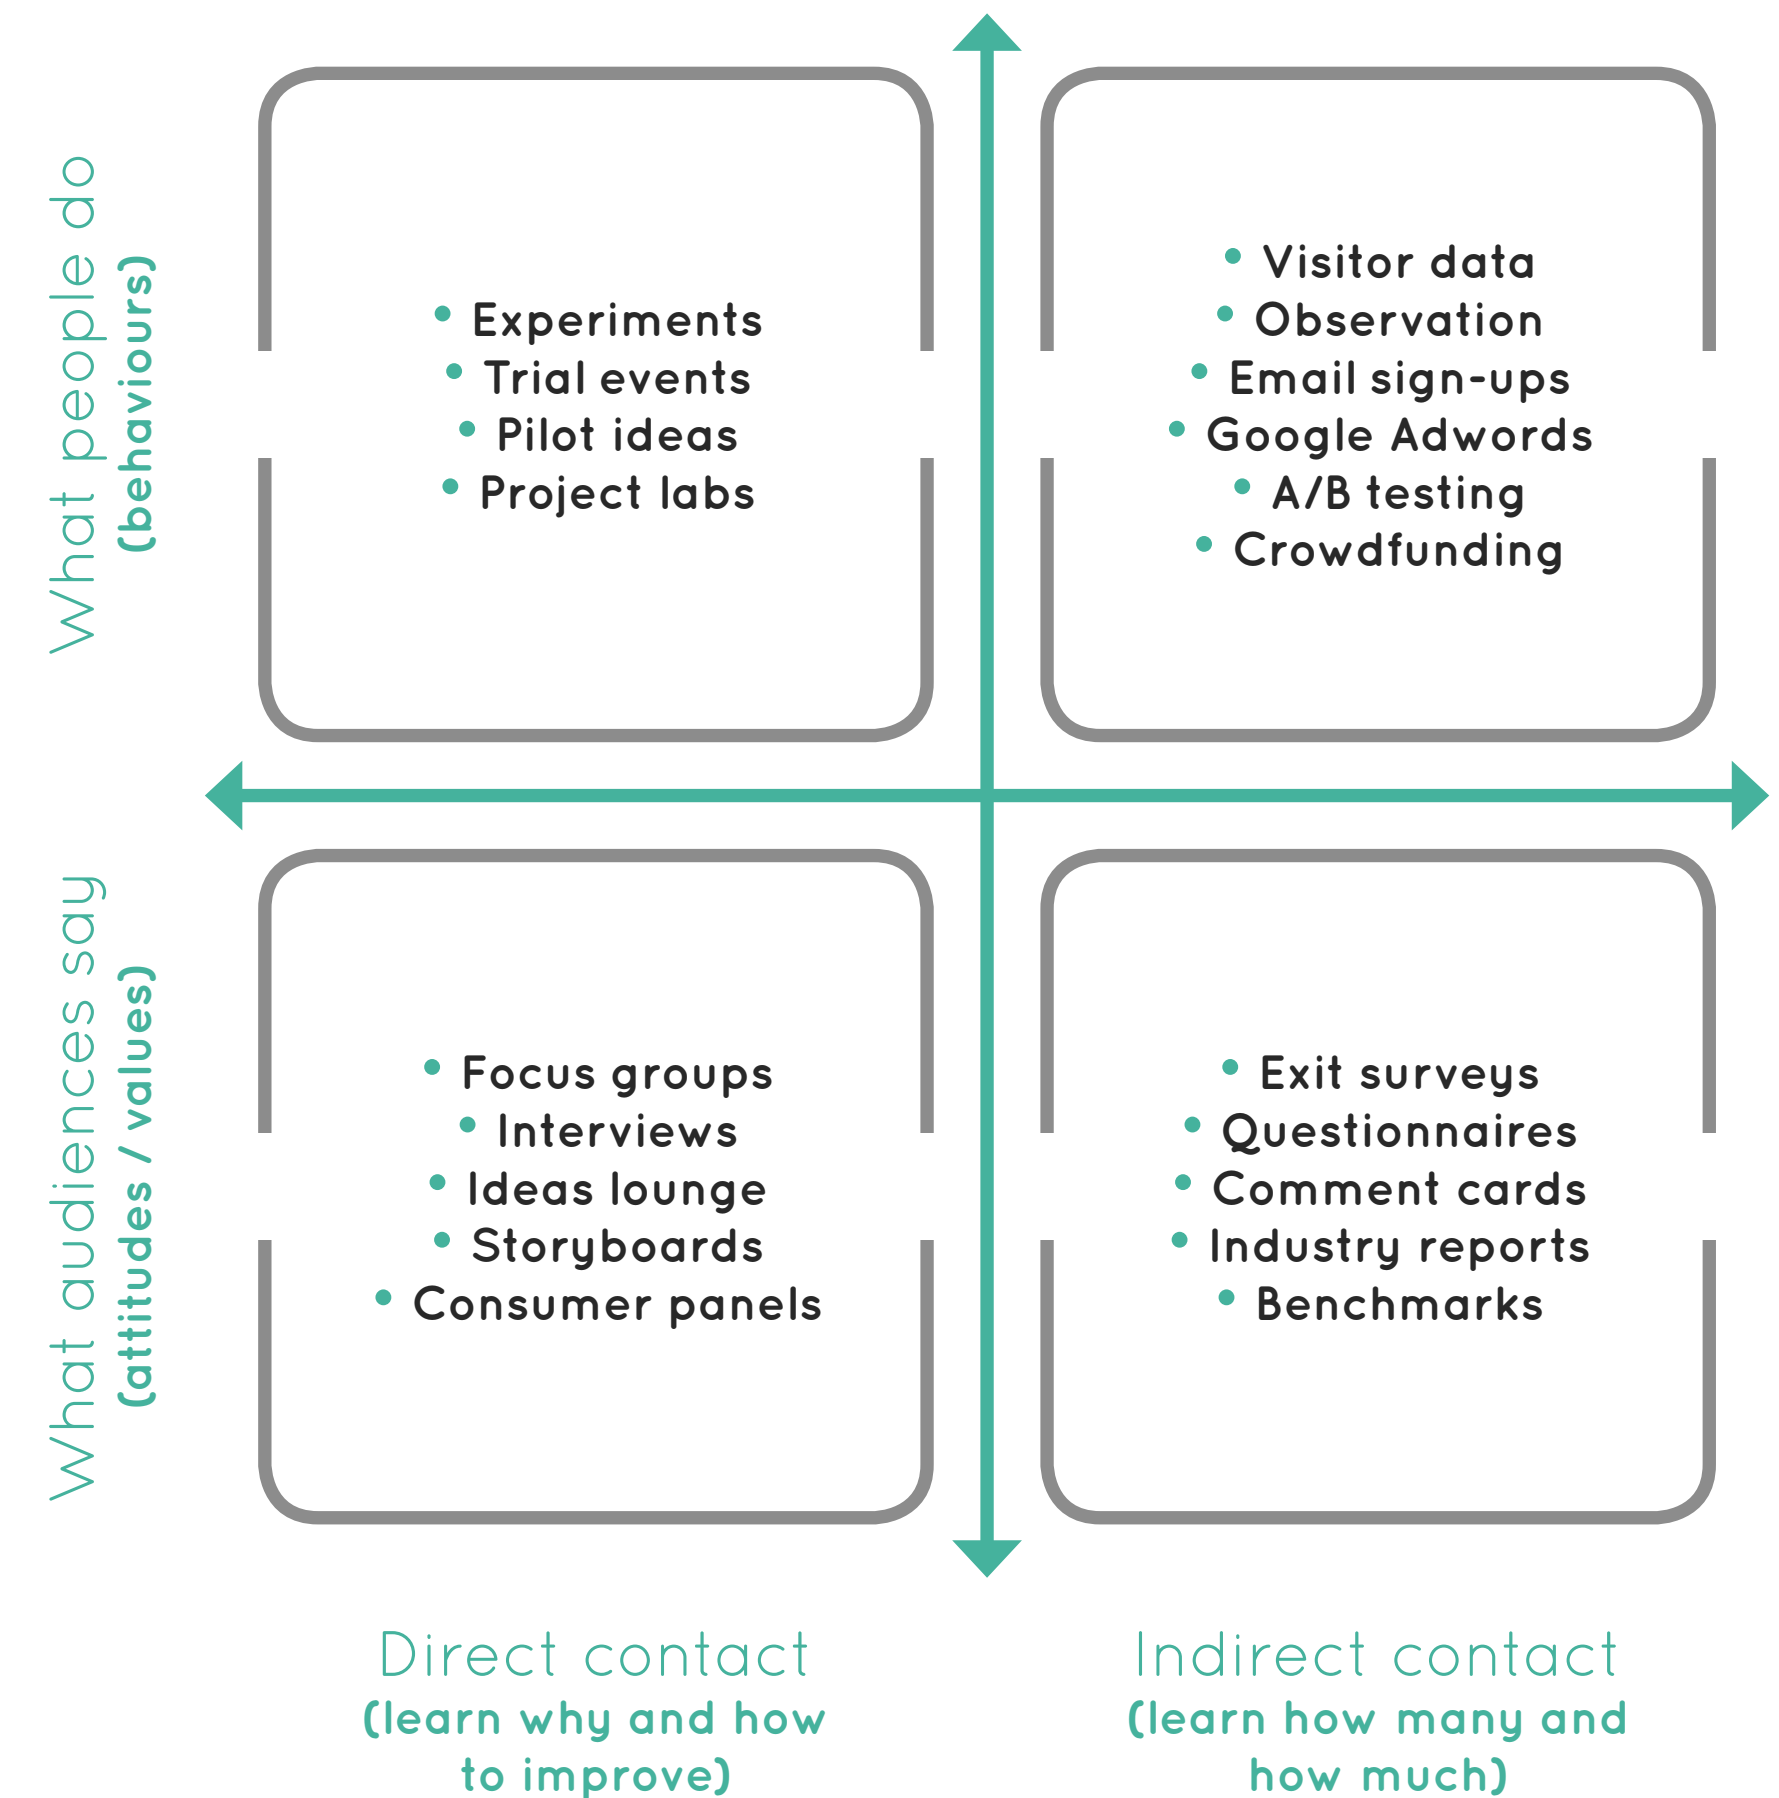 What people do
(behaviours)
• Experiments
• Trial events
• Pilot ideas
• Project labs
• Visitor data
• Observation
• Email sign-ups
• Google Adwords
• A/B testing
• Crowdfunding
What audiences say
(attitudes / values)
• Focus groups
• Interviews
• Ideas lounge
• Storyboards
• Consumer panels
• Exit surveys
• Questionnaires
• Comment cards
• Industry reports
• Benchmarks
Direct contact
(learn why and how
to improve)
Indirect contact
(learn how many and
how much)